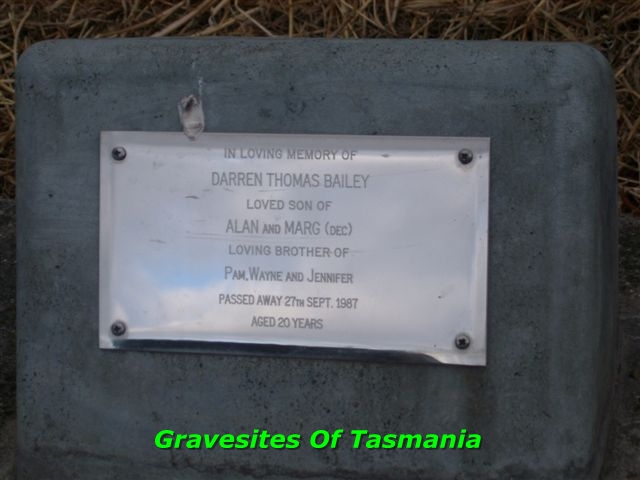 IN LOVING MEMORY OF
DARREN THOMAS BAILEY
LOVED SON OF
ALAN AND MARG (DEC)
LOVING BROTHER OF
PAM, WAYNE AND JENNIFER
PASSED AWAY 27TH SEPT. 1987
AGED 20 YEARS
Gravesites Of Tasmania